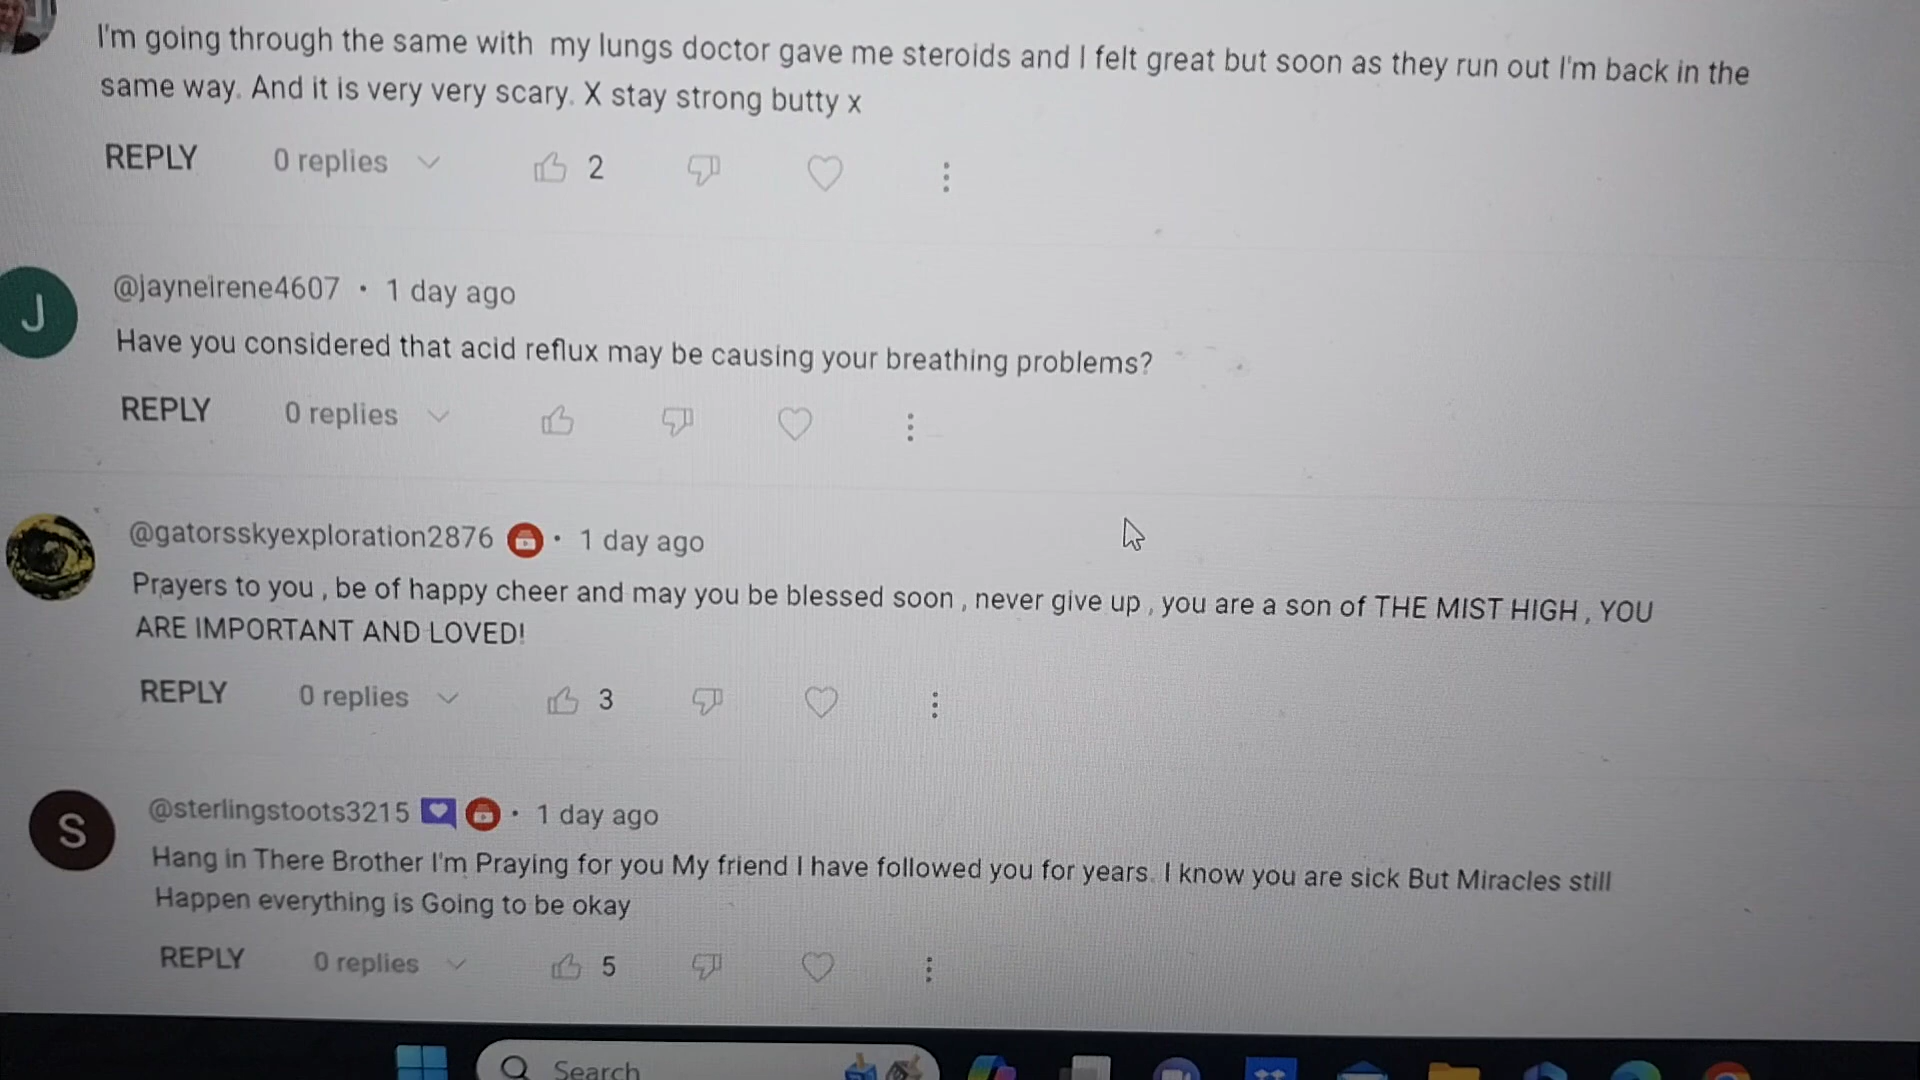 I'm going through the same with my lungs doctor gave me steroids and I felt great but soon as they run out I'm back in the
same way. And it is very very scary. X stay strong butty x
REPLY 0 replies 2
J
@jayneirene4607 • 1 day ago
Have you considered that acid reflux may be causing your breathing problems?
REPLY 0 replies
@gatorsskyexploration2876 • 1 day ago
Prayers to you , be of happy cheer and may you be blessed soon , never give up , you are a son of THE MIST HIGH , YOU
ARE IMPORTANT AND LOVED!
REPLY 0 replies 3
S
@sterlingstoots3215 • 1 day ago
Hang in There Brother I'm Praying for you My friend I have followed you for years. I know you are sick But Miracles still
Happen everything is Going to be okay
REPLY 0 replies 5
Search